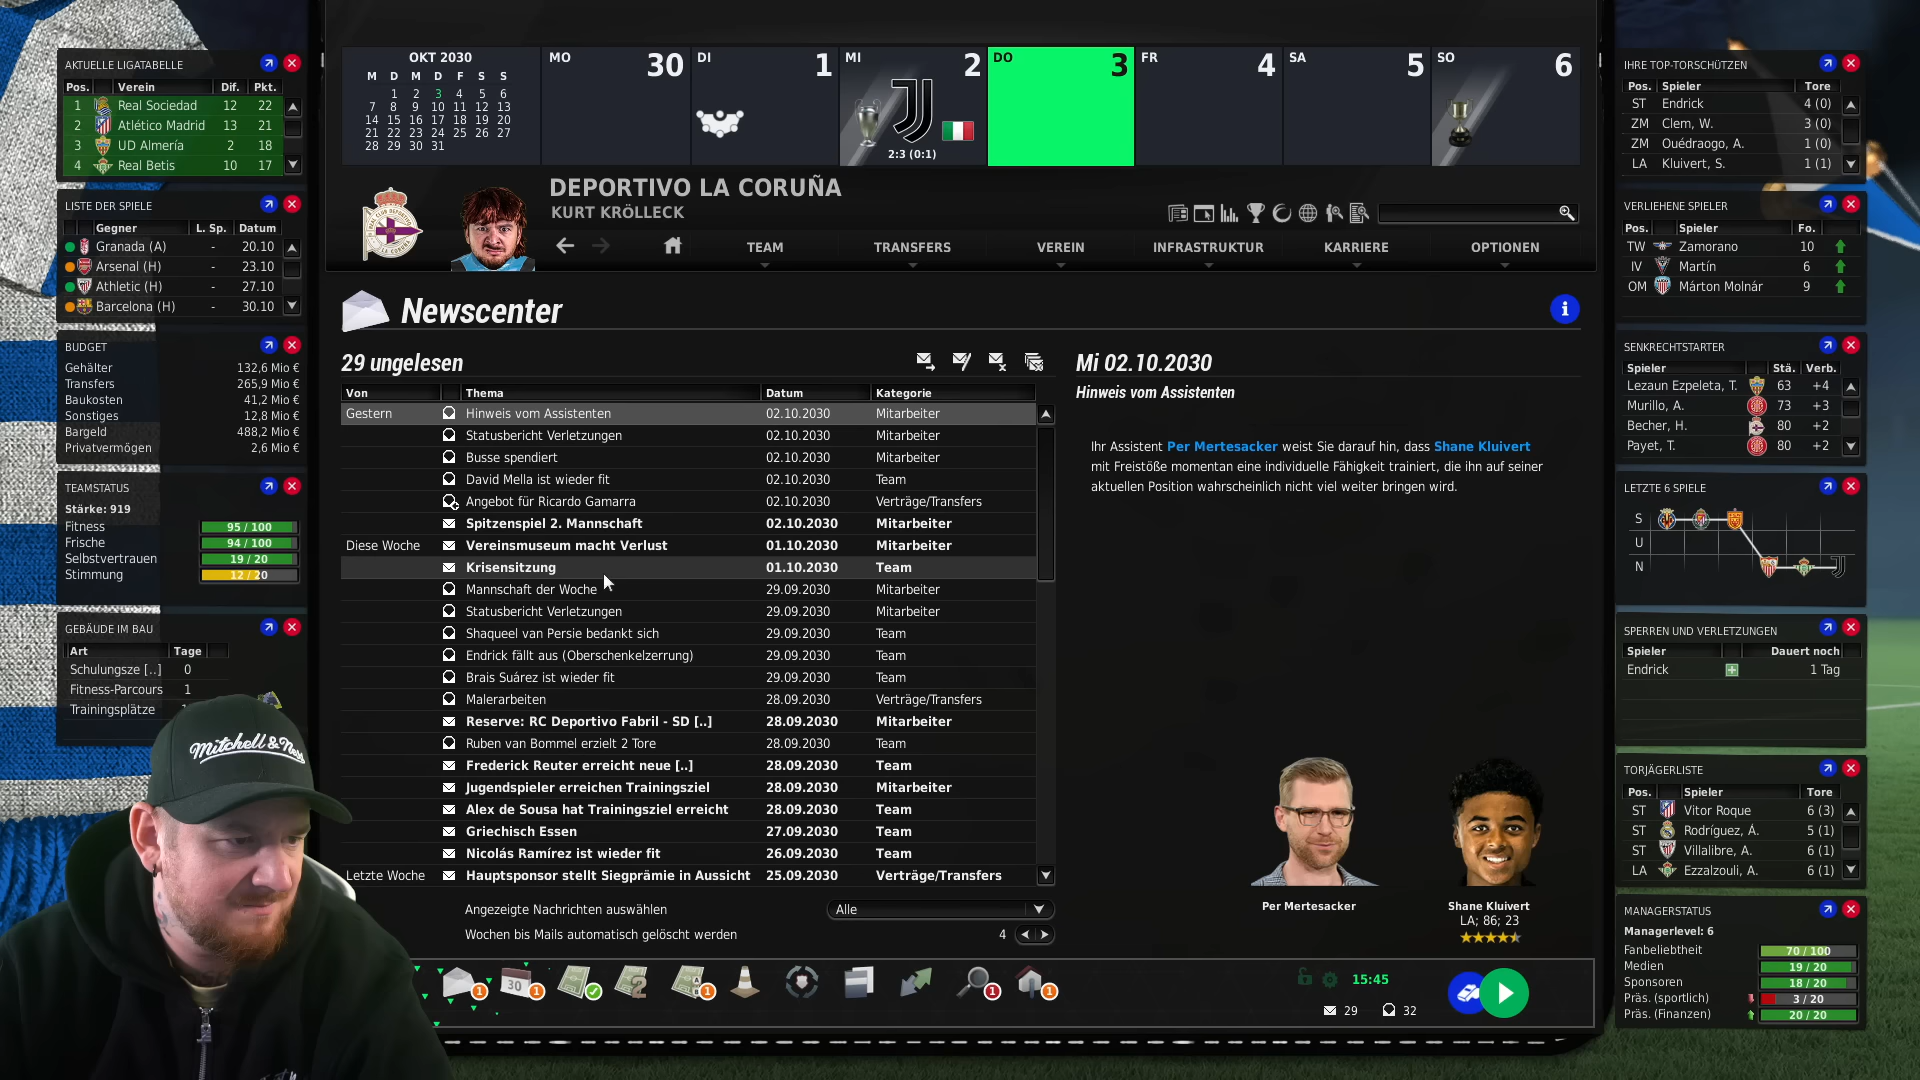 AKTUELLE LIGATABELLE
Pos. Verein Dif. Pkt.
1 Real Sociedad 12 22
2 Atlético Madrid 13 21
3 UD Almería 2 18
4 Real Betis 10 17
LISTE DER SPIELE
Gegner L. Sp. Datum
Granada (A) - 20.10
Arsenal (H) - 23.10
Athletic (H) - 27.10
Barcelona (H) - 30.10
BUDGET
Gehälter 132,6 Mio €
Transfers 265,9 Mio €
Baukosten 41,2 Mio €
Sonstiges 12,8 Mio €
Bargeld 488,2 Mio €
Privatvermögen 2,6 Mio €
TEAMSTATUS
Stärke: 919
Fitness 95 / 100
Frische 94 / 100
Selbstvertrauen 19 / 20
Stimmung 12 / 20
GEBÄUDE IM BAU
Art Tage
Schulungsze [..] 0
Fitness-Parcours 1
Trainingsplätze
Mitchell & Ness
OKT 2030
M D M D F S S
1 2 3 4 5 6
7 8 9 10 11 12 13
14 15 16 17 18 19 20
21 22 23 24 25 26 27
28 29 30 31
MO 30
DI 1
MI 2
2:3 (0:1)
DO 3
FR 4
SA 5
SO 6
DEPORTIVO LA CORUÑA
KURT KRÖLLECK
TEAM TRANSFERS VEREIN INFRASTRUKTUR KARRIERE OPTIONEN
Newscenter
i
29 ungelesen
Von Thema Datum Kategorie
Gestern Hinweis vom Assistenten 02.10.2030 Mitarbeiter
Statusbericht Verletzungen 02.10.2030 Mitarbeiter
Busse spendiert 02.10.2030 Mitarbeiter
David Mella ist wieder fit 02.10.2030 Team
Angebot für Ricardo Gamarra 02.10.2030 Verträge/Transfers
Spitzenspiel 2. Mannschaft 02.10.2030 Mitarbeiter
Diese Woche Vereinsmuseum macht Verlust 01.10.2030 Mitarbeiter
Krisensitzung 01.10.2030 Team
Mannschaft der Woche 29.09.2030 Mitarbeiter
Statusbericht Verletzungen 29.09.2030 Mitarbeiter
Shaqueel van Persie bedankt sich 29.09.2030 Team
Endrick fällt aus (Oberschenkelzerrung) 29.09.2030 Team
Brais Suárez ist wieder fit 29.09.2030 Team
Malerarbeiten 28.09.2030 Verträge/Transfers
Reserve: RC Deportivo Fabril - SD [..] 28.09.2030 Mitarbeiter
Ruben van Bommel erzielt 2 Tore 28.09.2030 Team
Frederick Reuter erreicht neue [..] 28.09.2030 Team
Jugendspieler erreichen Trainingsziel 28.09.2030 Mitarbeiter
Alex de Sousa hat Trainingsziel erreicht 28.09.2030 Team
Griechisch Essen 27.09.2030 Team
Nicolás Ramírez ist wieder fit 26.09.2030 Team
Letzte Woche Hauptsponsor stellt Siegprämie in Aussicht 25.09.2030 Verträge/Transfers
Angezeigte Nachrichten auswählen Alle
Wochen bis Mails automatisch gelöscht werden 4
Mi 02.10.2030
Hinweis vom Assistenten
Ihr Assistent Per Mertesacker weist Sie darauf hin, dass Shane Kluivert
mit Freistöße momentan eine individuelle Fähigkeit trainiert, die ihn auf seiner
aktuellen Position wahrscheinlich nicht viel weiter bringen wird.
Per Mertesacker
Shane Kluivert
LA; 86; 23
1 30 1 2 1 1 1
15:45
29 32
IHRE TOP-TORSCHÜTZEN
Pos. Spieler Tore
ST Endrick 4 (0)
ZM Clem, W. 3 (0)
ZM Ouédraogo, A. 1 (0)
LA Kluivert, S. 1 (1)
VERLIEHENE SPIELER
Pos. Spieler Fo.
TW Zamorano 10
IV Martín 6
OM Márton Molnár 9
SENKRECHTSTARTER
Spieler Stä. Verb.
Lezaun Ezpeleta, T. 63 +4
Murillo, A. 73 +3
Becher, H. 80 +2
Payet, T. 80 +2
LETZTE 6 SPIELE
S
U
N
SPERREN UND VERLETZUNGEN
Spieler Dauert noch
Endrick 1 Tag
TORJÄGERLISTE
Pos. Spieler Tore
ST Vitor Roque 6 (3)
ST Rodríguez, Á. 5 (1)
ST Villalibre, A. 6 (1)
LA Ezzalzouli, A. 6 (1)
MANAGERSTATUS
Managerlevel: 6
Fanbeliebtheit 70 / 100
Medien 19 / 20
Sponsoren 18 / 20
Präs. (sportlich) 3 / 20
Präs. (Finanzen) 20 / 20